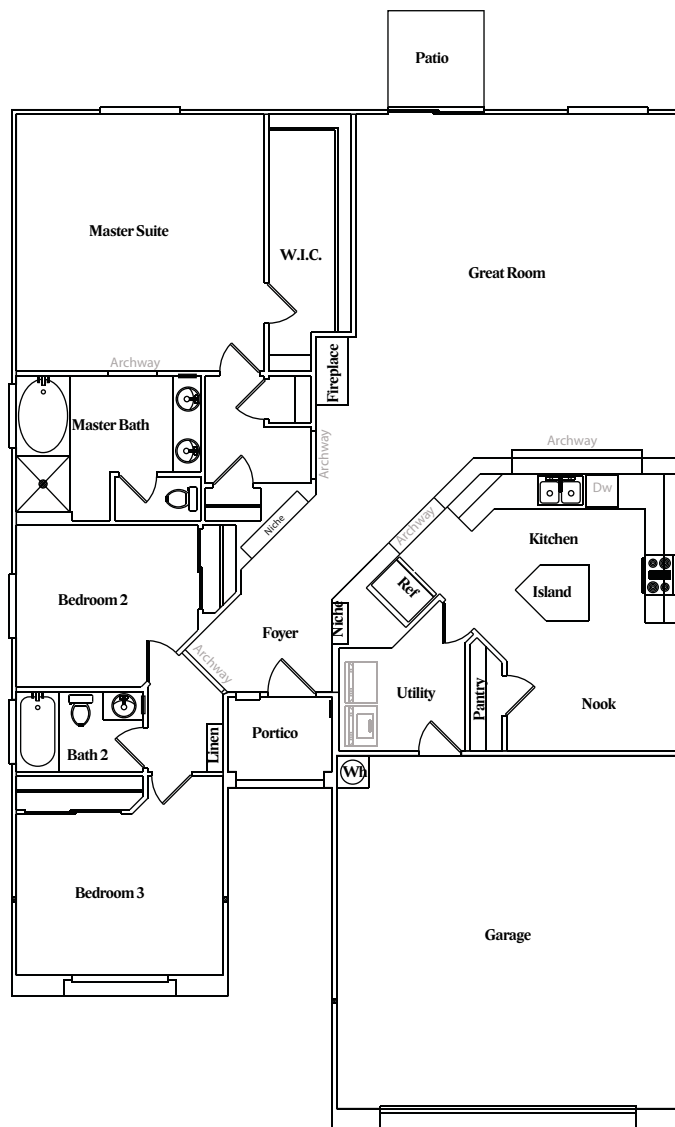 Patio
Master Suite
W.I.C.
Great Room
Archway
Fireplace
Master Bath
Archway
Archway
Dw
Niche
Archway
Kitchen
Ref
Island
Bedroom 2
Foyer
Niche
Archway
Utility
Pantry
Nook
Bath 2
Linen
Portico
Wh
Bedroom 3
Garage